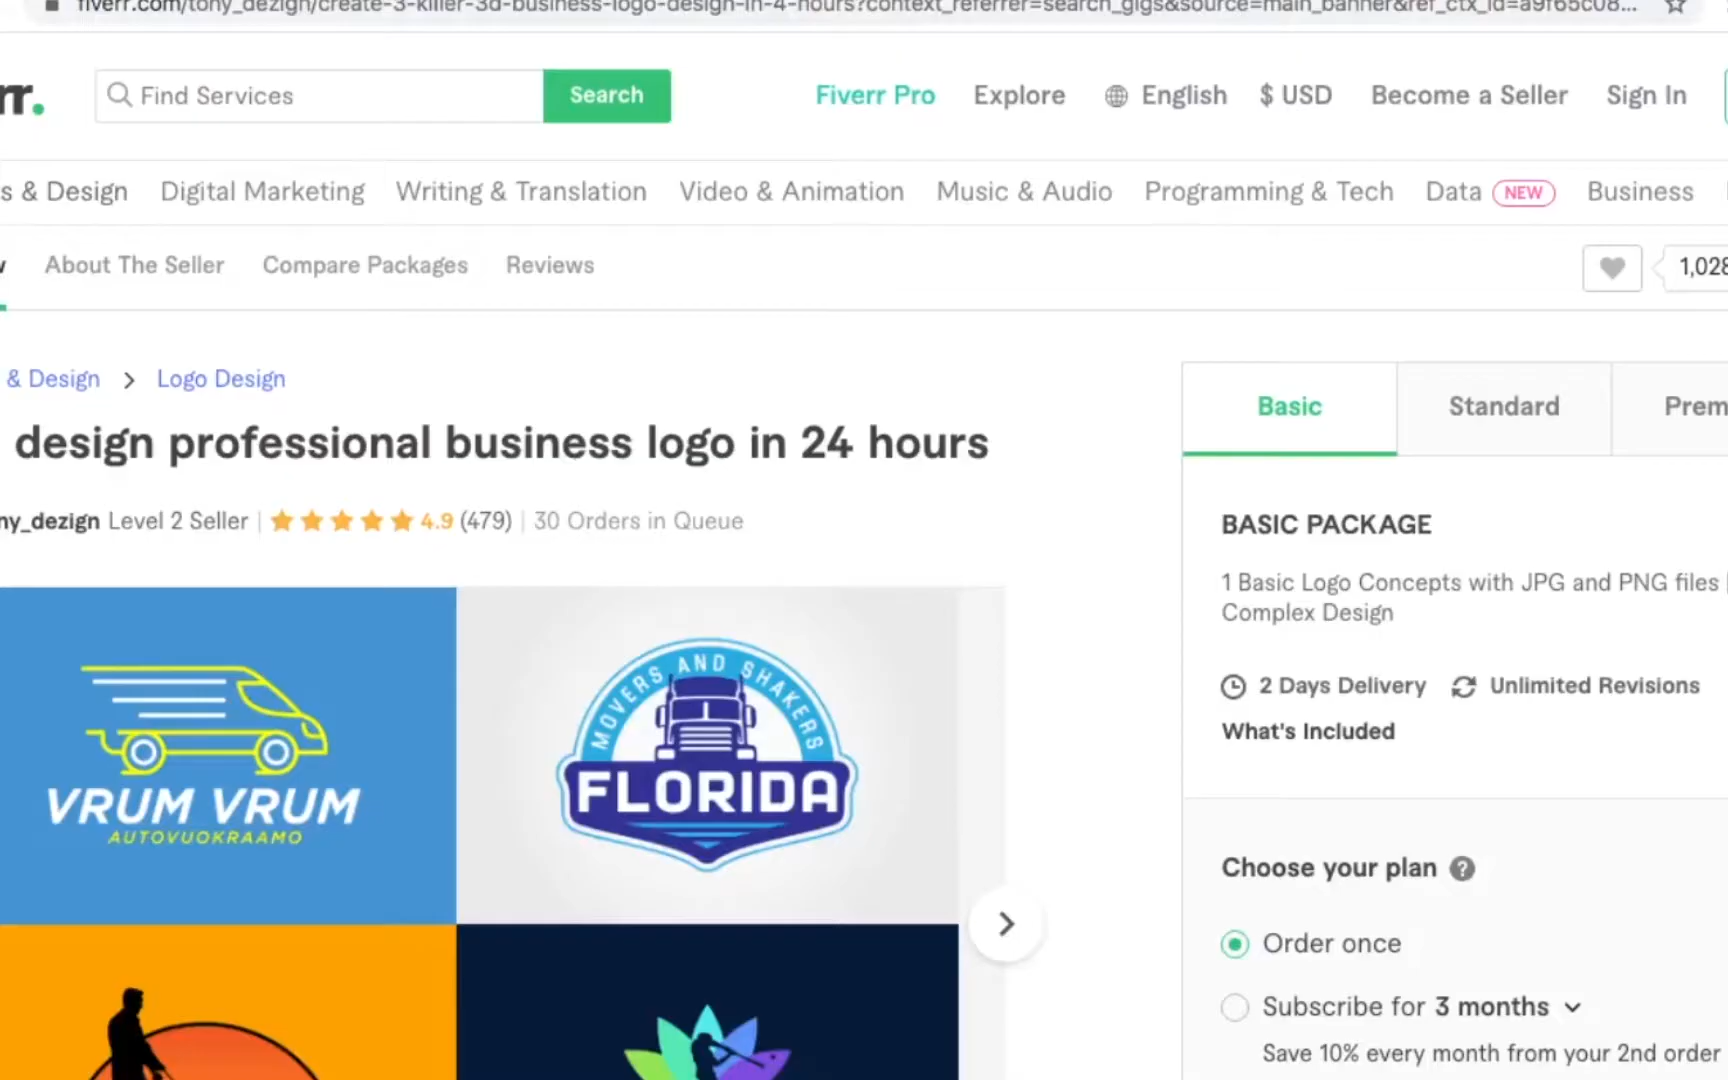 fiverr.com/tony_dezign/create-3-killer-3d-business-logo-design-in-4-hours?context_referrer=search_gigs&source=main_banner&ref_ctx_id=a9f65c08...
rr.
Find Services
Search
Fiverr Pro
Explore
English
$ USD
Become a Seller
Sign In
s & Design
Digital Marketing
Writing & Translation
Video & Animation
Music & Audio
Programming & Tech
Data NEW
Business
About The Seller
Compare Packages
Reviews
1,028
& Design > Logo Design
design professional business logo in 24 hours
ny_dezign Level 2 Seller | 4.9 (479) | 30 Orders in Queue
VRUM VRUM
AUTOVUOKRAAMO
MOVERS AND SHAKERS
FLORIDA
Basic
Standard
Prem
BASIC PACKAGE
1 Basic Logo Concepts with JPG and PNG files |
Complex Design
2 Days Delivery
Unlimited Revisions
What's Included
Choose your plan ?
Order once
Subscribe for 3 months
Save 10% every month from your 2nd order